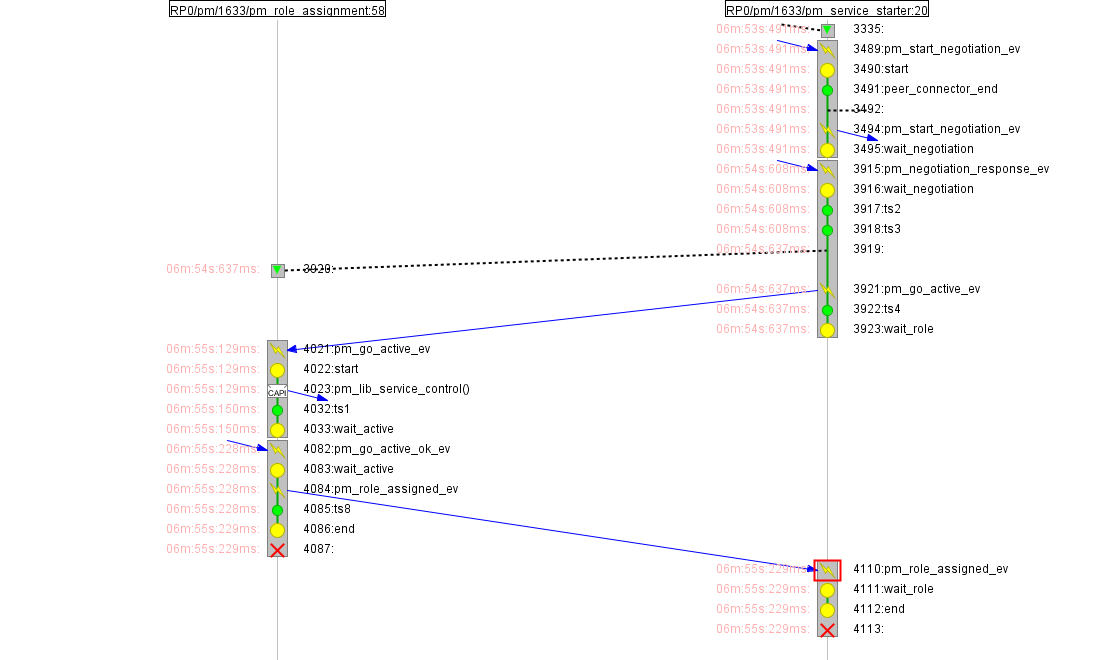 RP0/pm/1633/pm_role_assignment:58 RP0/pm/1633/pm_service_starter:20
06m:53s:491ms: 3335:
06m:53s:491ms: 3489:pm_start_negotiation_ev
06m:53s:491ms: 3490:start
06m:53s:491ms: 3491:peer_connector_end
06m:53s:491ms: 3492:
06m:53s:491ms: 3494:pm_start_negotiation_ev
06m:53s:491ms: 3495:wait_negotiation
06m:54s:608ms: 3915:pm_negotiation_response_ev
06m:54s:608ms: 3916:wait_negotiation
06m:54s:608ms: 3917:ts2
06m:54s:608ms: 3918:ts3
06m:54s:637ms: 3919:
06m:54s:637ms: 3920:
06m:54s:637ms: 3921:pm_go_active_ev
06m:54s:637ms: 3922:ts4
06m:54s:637ms: 3923:wait_role
06m:55s:129ms: 4021:pm_go_active_ev
06m:55s:129ms: 4022:start
06m:55s:129ms: CAPI 4023:pm_lib_service_control()
06m:55s:150ms: 4032:ts1
06m:55s:150ms: 4033:wait_active
06m:55s:228ms: 4082:pm_go_active_ok_ev
06m:55s:228ms: 4083:wait_active
06m:55s:228ms: 4084:pm_role_assigned_ev
06m:55s:228ms: 4085:ts8
06m:55s:229ms: 4086:end
06m:55s:229ms: 4087:
06m:55s:229ms: 4110:pm_role_assigned_ev
06m:55s:229ms: 4111:wait_role
06m:55s:229ms: 4112:end
06m:55s:229ms: 4113: